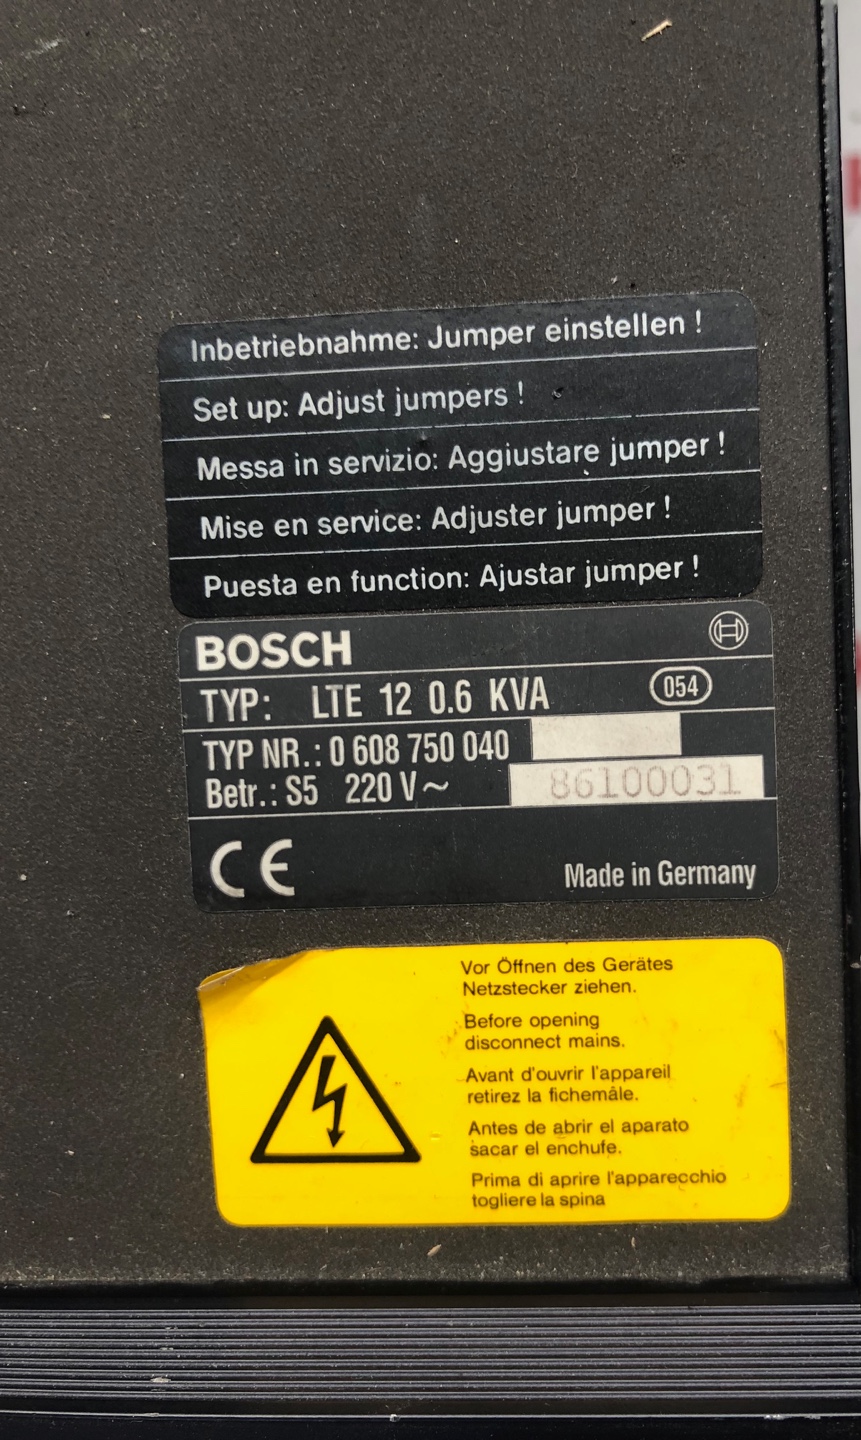 Inbetriebnahme: Jumper einstellen !
Set up: Adjust jumpers !
Messa in servizio: Aggiustare jumper !
Mise en service: Adjuster jumper !
Puesta en function: Ajustar jumper !
BOSCH
TYP: LTE 12 0.6 KVA 054
TYP NR.: 0 608 750 040
Betr.: S5 220 V~ 86100031
CE Made in Germany
Vor Öffnen des Gerätes
Netzstecker ziehen.
Before opening
disconnect mains.
Avant d'ouvrir l'appareil
retirez la fichemâle.
Antes de abrir el aparato
sacar el enchufe.
Prima di aprire l'apparecchio
togliere la spina